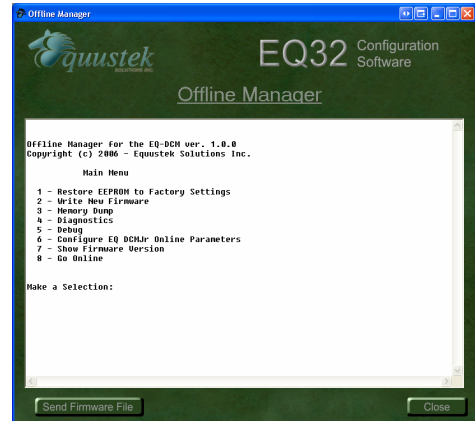 Offline Manager
Equustek
SOLUTIONS INC.
EQ32 Configuration Software
Offline Manager
Offline Manager for the EQ-DCM ver. 1.0.0
Copyright (c) 2006 - Equustek Solutions Inc.
Main Menu
1 - Restore EEPROM to Factory Settings
2 - Write New Firmware
3 - Memory Dump
4 - Diagnostics
5 - Debug
6 - Configure EQ DCMJr Online Parameters
7 - Show Firmware Version
8 - Go Online
Make a Selection:
Send Firmware File
Close